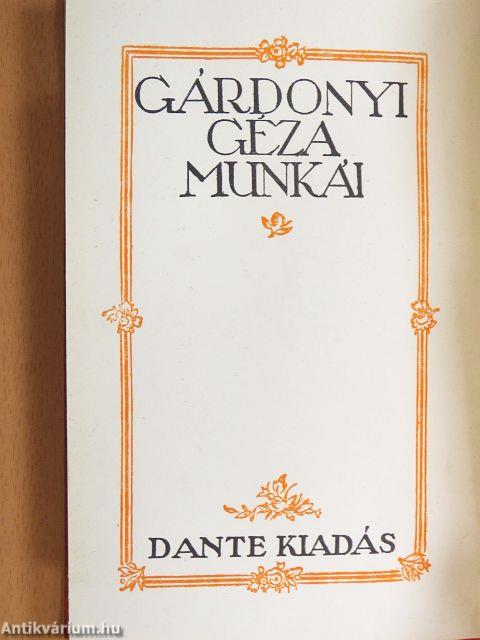 GÁRDONYI
GÉZA
MUNKÁI
DANTE KIADÁS
Antikvárium.hu